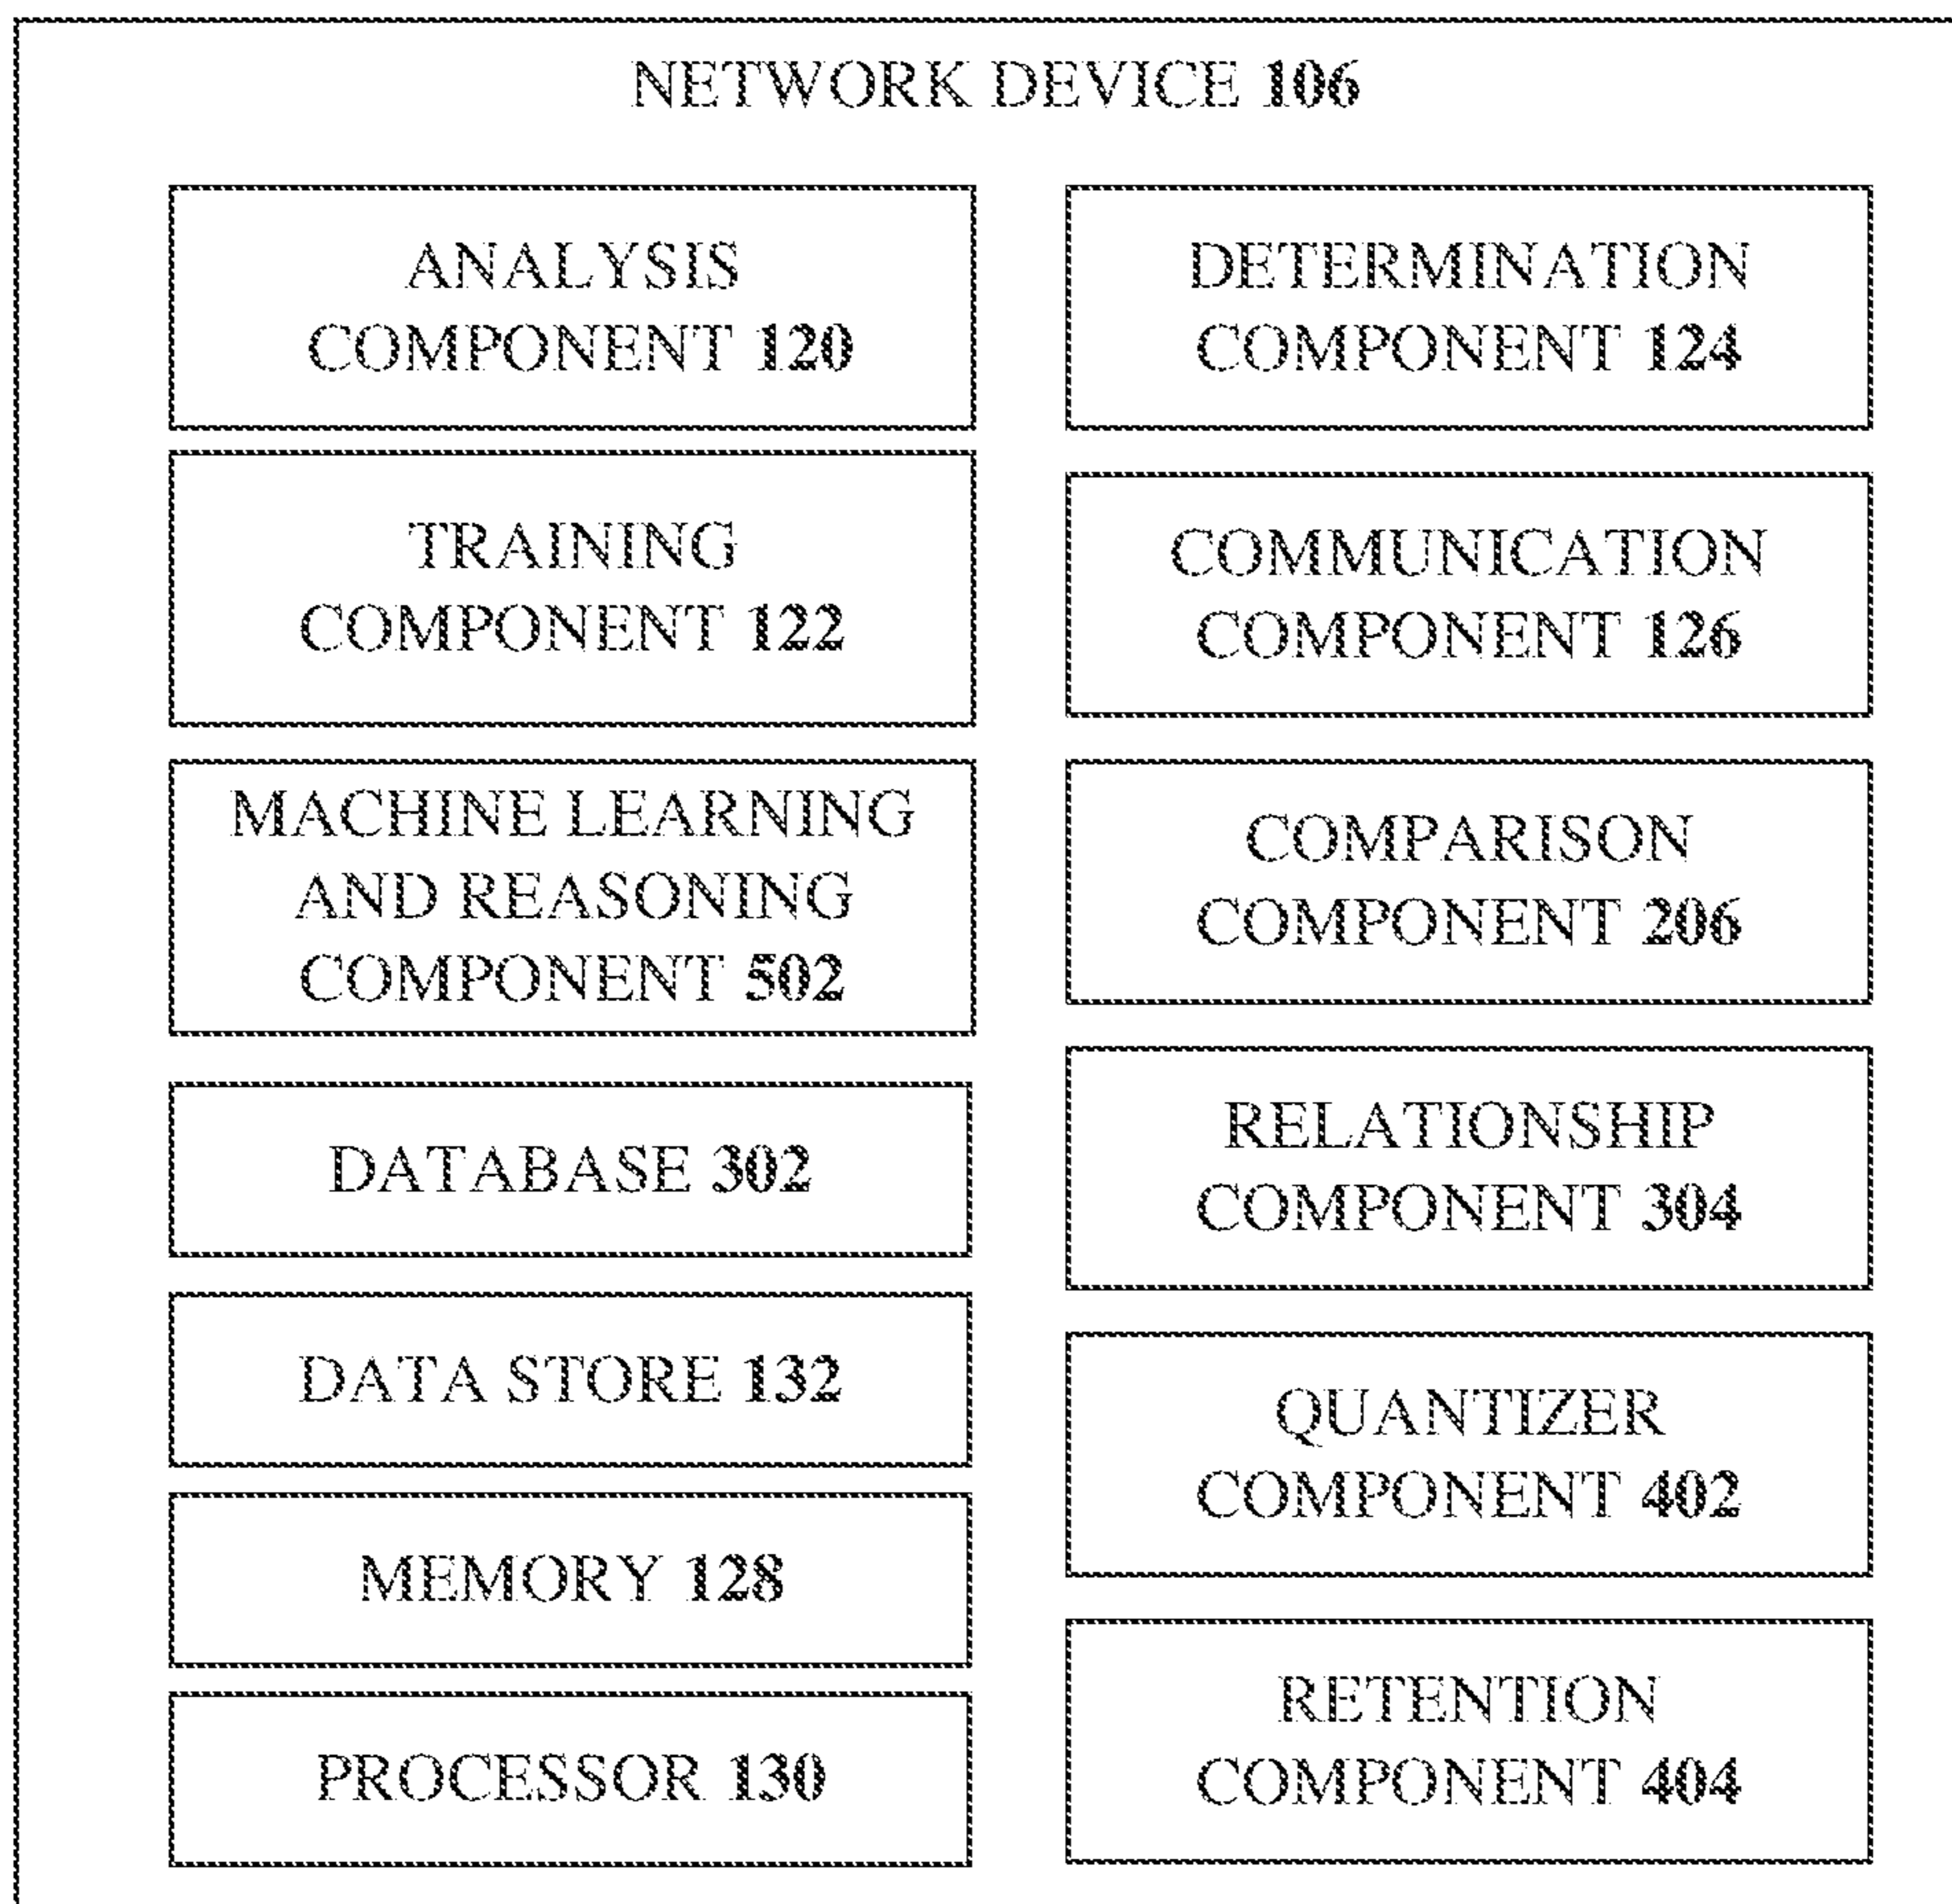 NETWORK DEVICE 106
ANALYSIS
COMPONENT 120
TRAINING
COMPONENT 122
MACHINE LEARNING
AND REASONING
COMPONENT 502
DATABASE 302
DATA STORE 132
MEMORY 128
PROCESSOR 130
DETERMINATION
COMPONENT 124
COMMUNICATION
COMPONENT 126
COMPARISON
COMPONENT 206
RELATIONSHIP
COMPONENT 304
QUANTIZER
COMPONENT 402
RETENTION
COMPONENT 404